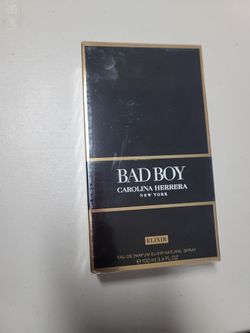 BAD BOY
CAROLINA HERRERA
NEW YORK
ELIXIR
EAU DE PARFUM ELIXIR NATURAL SPRAY
℮ 100 ml 3.4 FL.OZ